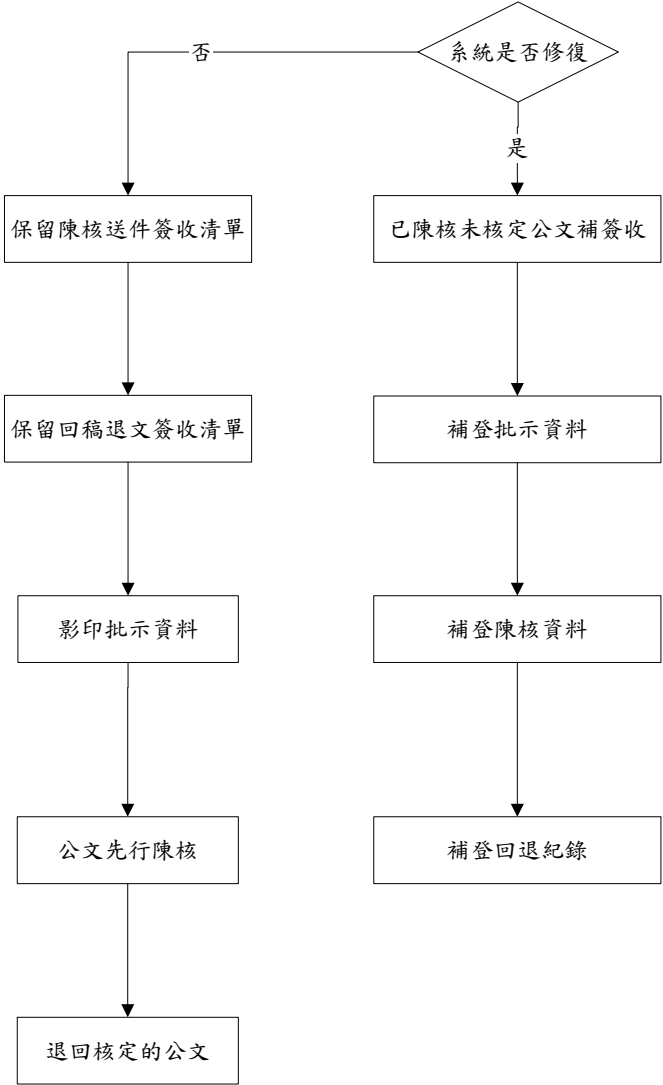 系統是否修復
否
是
保留陳核送件簽收清單
已陳核未核定公文補簽收
保留回稿退文簽收清單
補登批示資料
影印批示資料
補登陳核資料
公文先行陳核
補登回退紀錄
退回核定的公文